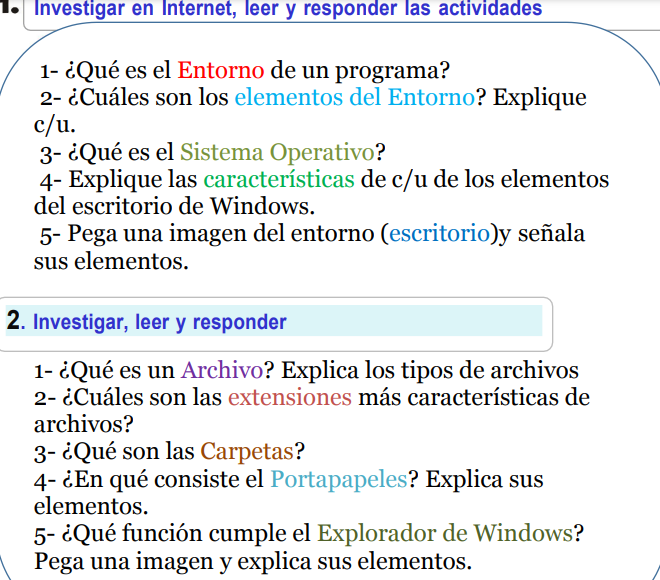 1. Investigar en Internet, leer y responder las actividades
1- ¿Qué es el Entorno de un programa?
2- ¿Cuáles son los elementos del Entorno? Explique
c/u.
3- ¿Qué es el Sistema Operativo?
4- Explique las características de c/u de los elementos
del escritorio de Windows.
5- Pega una imagen del entorno (escritorio)y señala
sus elementos.
2. Investigar, leer y responder
1- ¿Qué es un Archivo? Explica los tipos de archivos
2- ¿Cuáles son las extensiones más características de
archivos?
3- ¿Qué son las Carpetas?
4- ¿En qué consiste el Portapapeles? Explica sus
elementos.
5- ¿Qué función cumple el Explorador de Windows?
Pega una imagen y explica sus elementos.